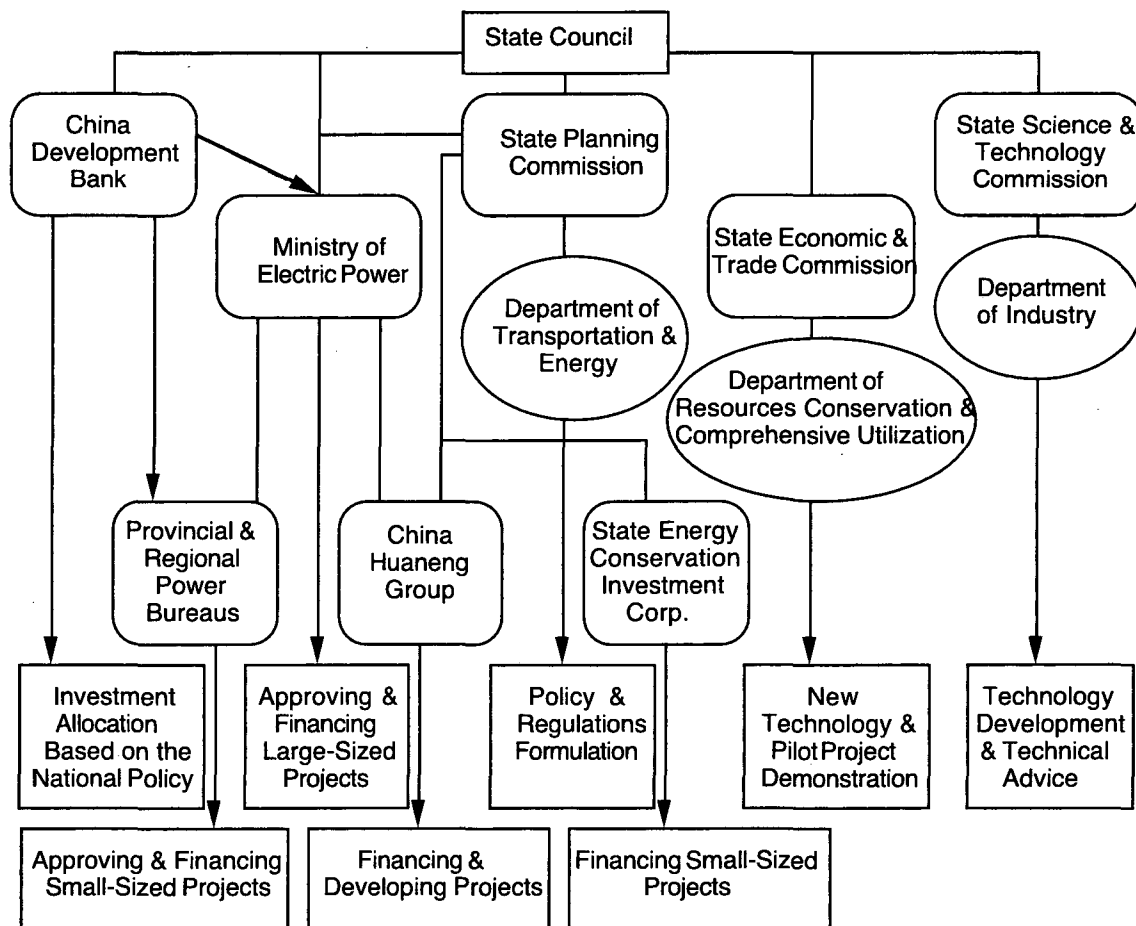 State Council
China
Development
Bank
State Planning
Commission
State Science &
Technology
Commission
Ministry of
Electric Power
State Economic &
Trade Commission
Department of
Transportation &
Energy
Department
of Industry
Department of
Resources Conservation &
Comprehensive Utilization
Provincial &
Regional
Power
Bureaus
China
Huaneng
Group
State Energy
Conservation
Investment
Corp.
Investment
Allocation
Based on the
National Policy
Approving &
Financing
Large-Sized
Projects
Policy &
Regulations
Formulation
New
Technology &
Pilot Project
Demonstration
Technology
Development
& Technical
Advice
Approving & Financing
Small-Sized Projects
Financing &
Developing Projects
Financing Small-Sized
Projects